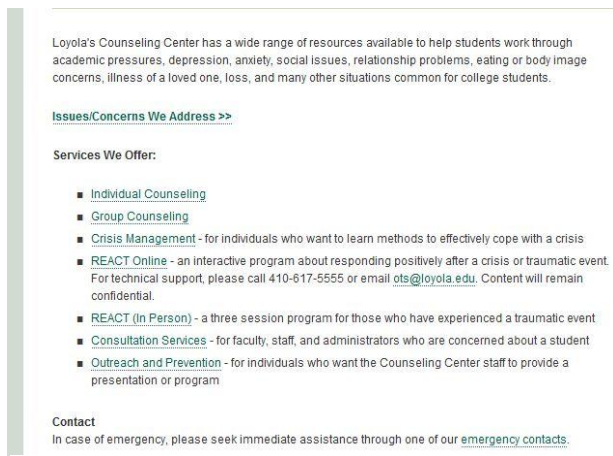 Loyola's Counseling Center has a wide range of resources available to help students work through
academic pressures, depression, anxiety, social issues, relationship problems, eating or body image
concerns, illness of a loved one, loss, and many other situations common for college students.
Issues/Concerns We Address >>
Services We Offer:
■ Individual Counseling
■ Group Counseling
■ Crisis Management - for individuals who want to learn methods to effectively cope with a crisis
■ REACT Online - an interactive program about responding positively after a crisis or traumatic event.
For technical support, please call 410-617-5555 or email ots@loyola.edu. Content will remain
confidential.
■ REACT (In Person) - a three session program for those who have experienced a traumatic event
■ Consultation Services - for faculty, staff, and administrators who are concerned about a student
■ Outreach and Prevention - for individuals who want the Counseling Center staff to provide a
presentation or program
Contact
In case of emergency, please seek immediate assistance through one of our emergency contacts.